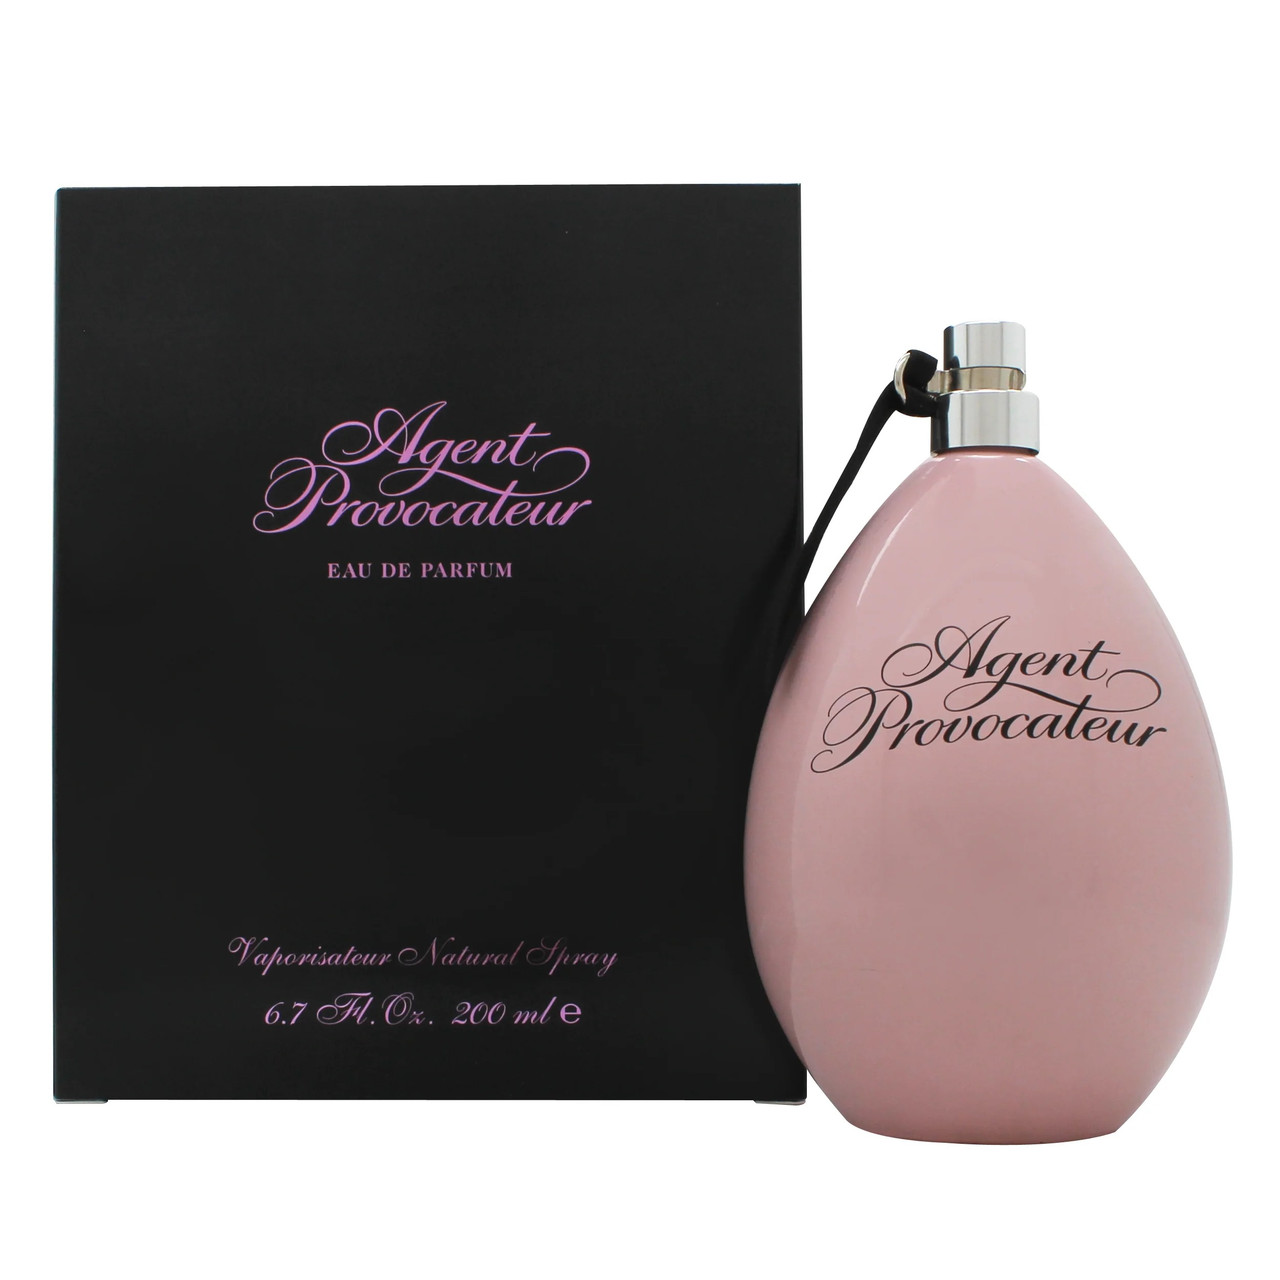 Agent
Provocateur
EAU DE PARFUM
Vaporisateur Natural Spray
6.7 Fl. Oz. 200 ml ℮
Agent
Provocateur